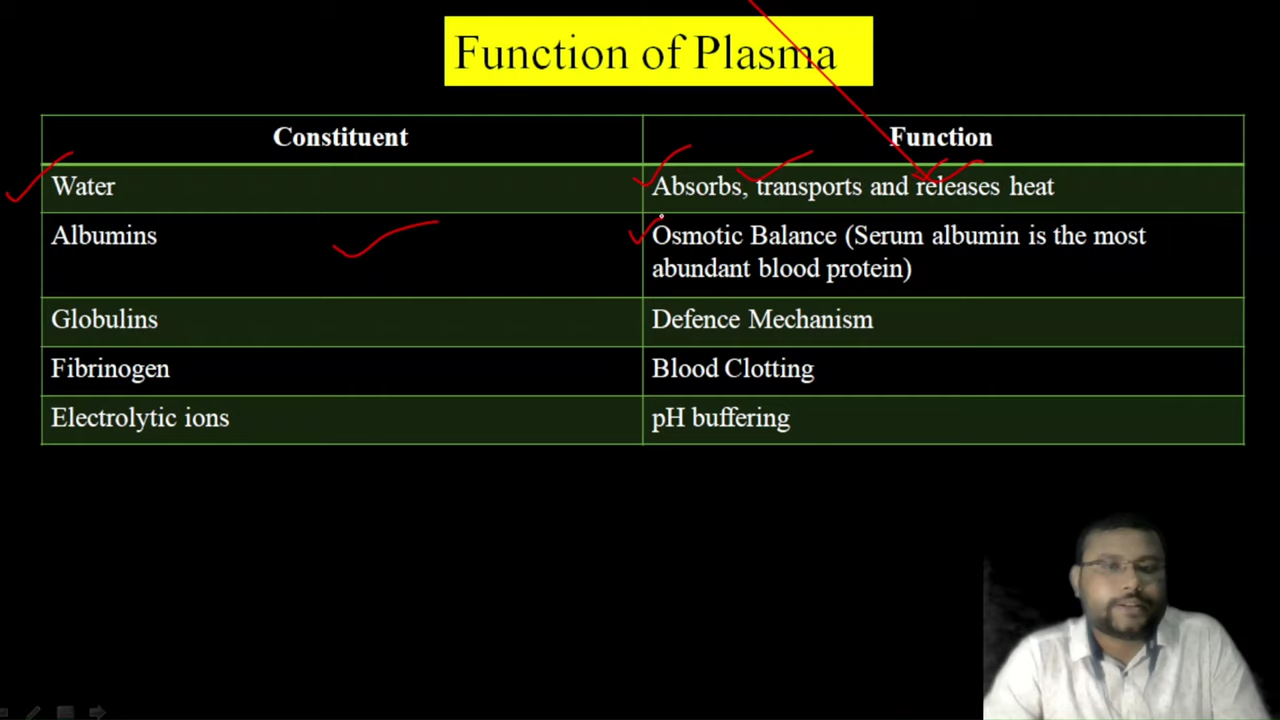 Function of Plasma
Constituent
Function
Water
Absorbs, transports and releases heat
Albumins
Osmotic Balance (Serum albumin is the most
abundant blood protein)
Globulins
Defence Mechanism
Fibrinogen
Blood Clotting
Electrolytic ions
pH buffering